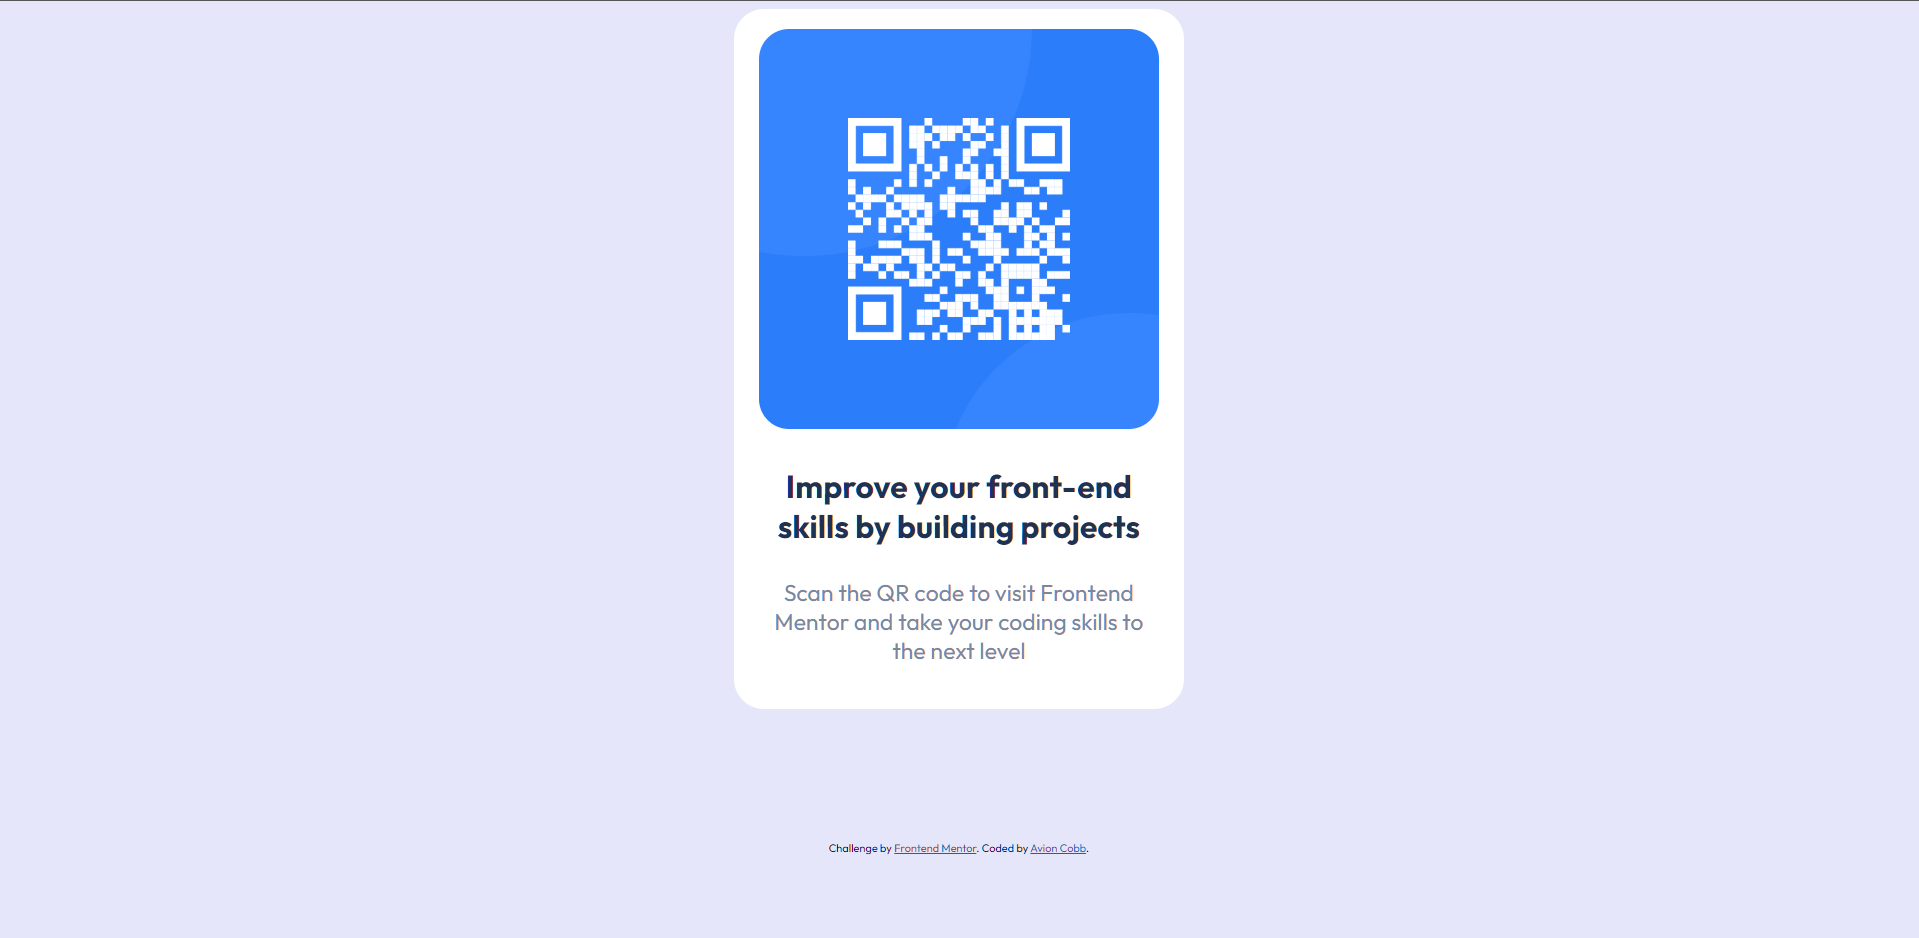 Improve your front-end
skills by building projects
Scan the QR code to visit Frontend
Mentor and take your coding skills to
the next level
Challenge by Frontend Mentor. Coded by Avion Cobb.